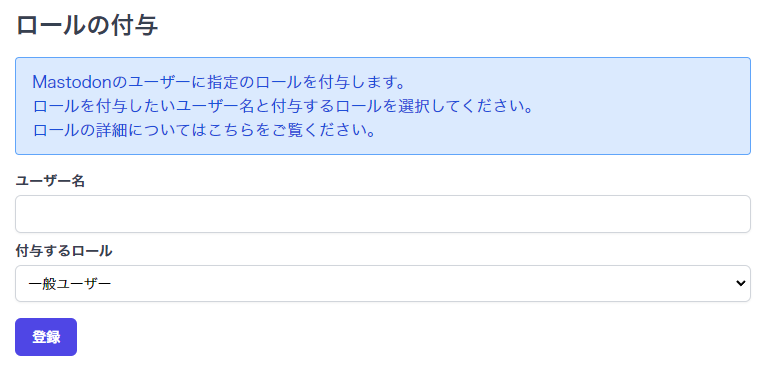 ロールの付与
Mastodonのユーザーに指定のロールを付与します。
ロールを付与したいユーザー名と付与するロールを選択してください。
ロールの詳細についてはこちらをご覧ください。
ユーザー名
付与するロール
一般ユーザー
登録